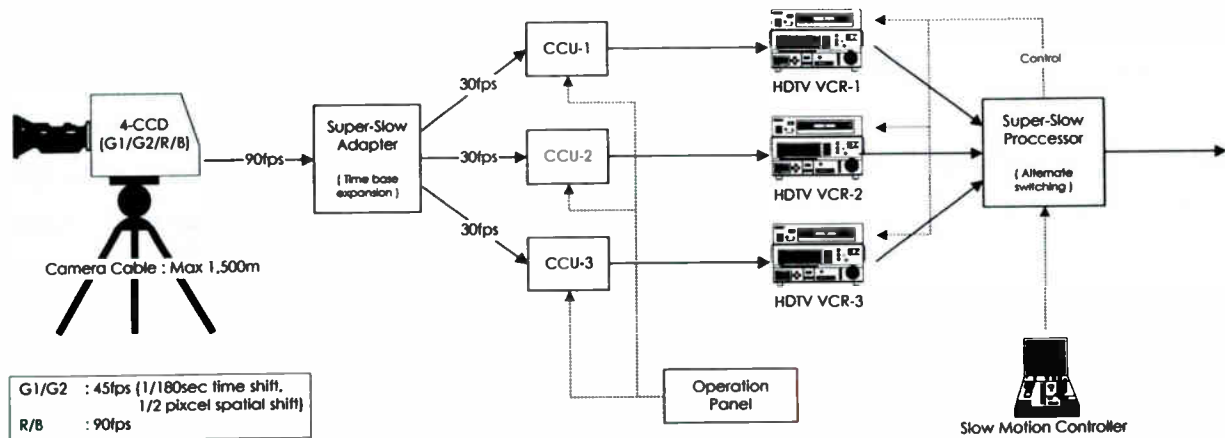 4-CCD
(G1/G2/R/B)
90fps
Camera Cable : Max 1,500m
Super-Slow
Adapter
( Time base
expansion )
30fps
30fps
30fps
CCU-1
CCU-2
CCU-3
HDTV VCR-1
HDTV VCR-2
HDTV VCR-3
Control
Super-Slow
Proccessor
( Alternate
switching )
Slow Motion Controller
Operation
Panel
G1/G2 : 45fps (1/180sec time shift,
1/2 pixcel spatial shift)
R/B : 90fps